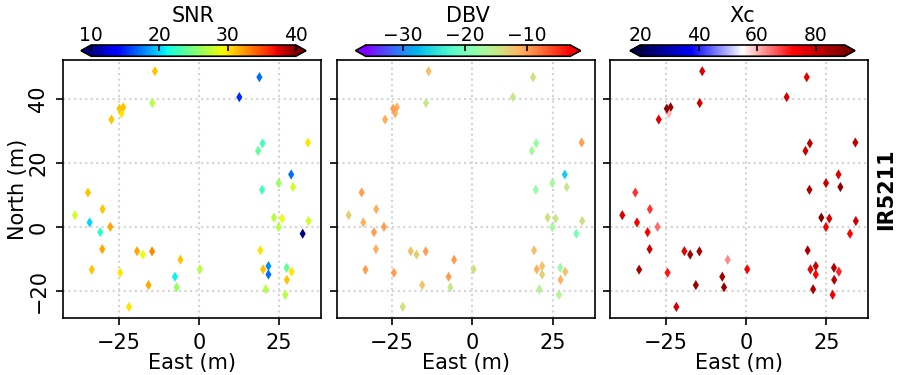 SNR DBV Xc
10 20 30 40 −30 −20 −10 20 40 60 80
North (m)
40
20
0
−20
−25 0 25 −25 0 25 −25 0 25
East (m) East (m) East (m)
IR5211